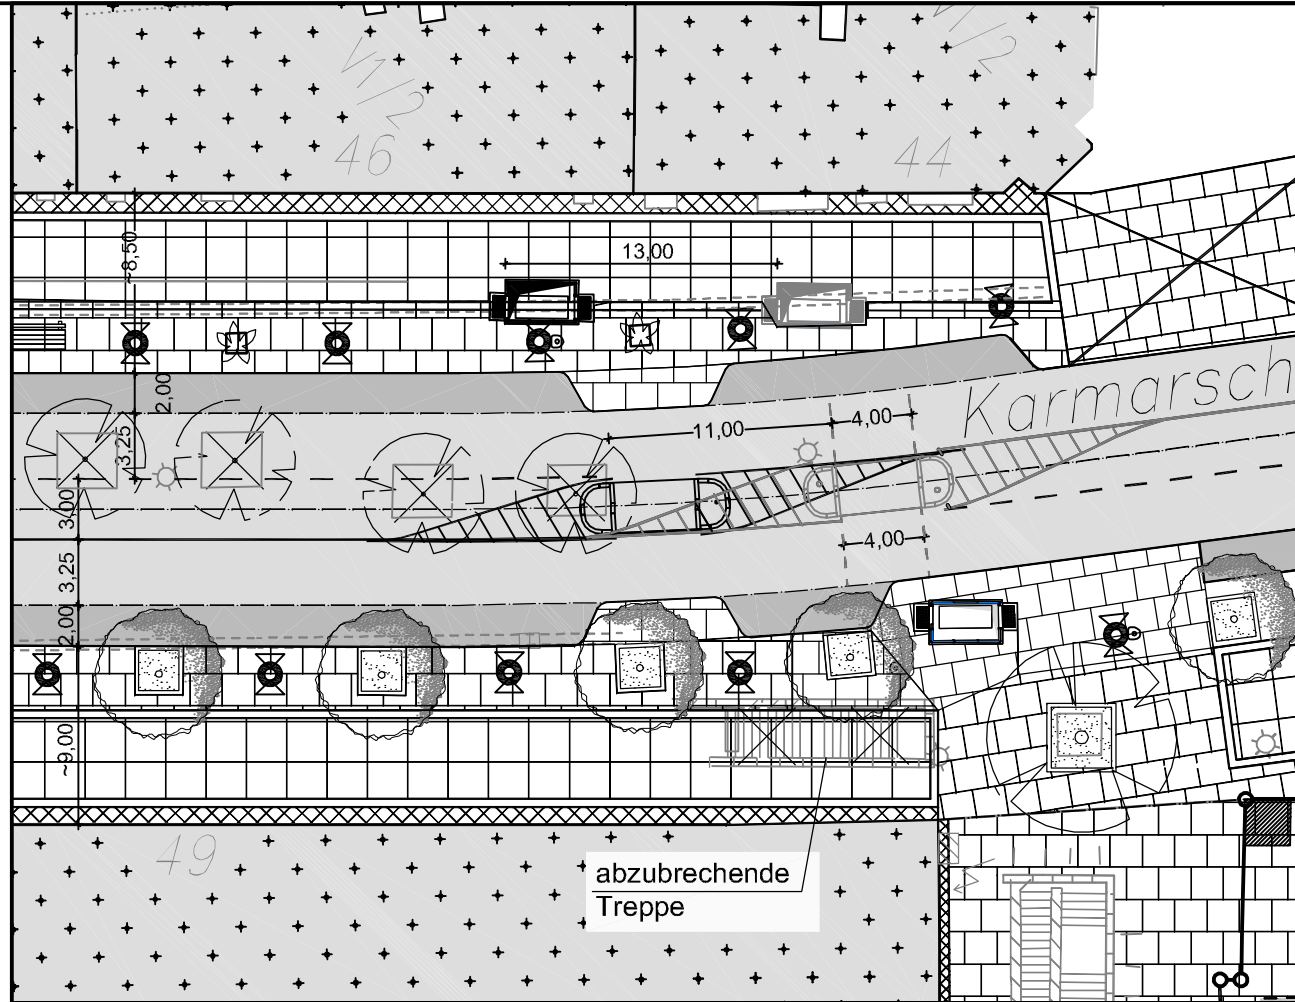 V1/2
46
V1/2
44
~8,50
13,00
2,00
Karmarsch
11,00
4,00
3,25
3,00
4,00
3,25
2,00
~9,00
49
abzubrechende
Treppe